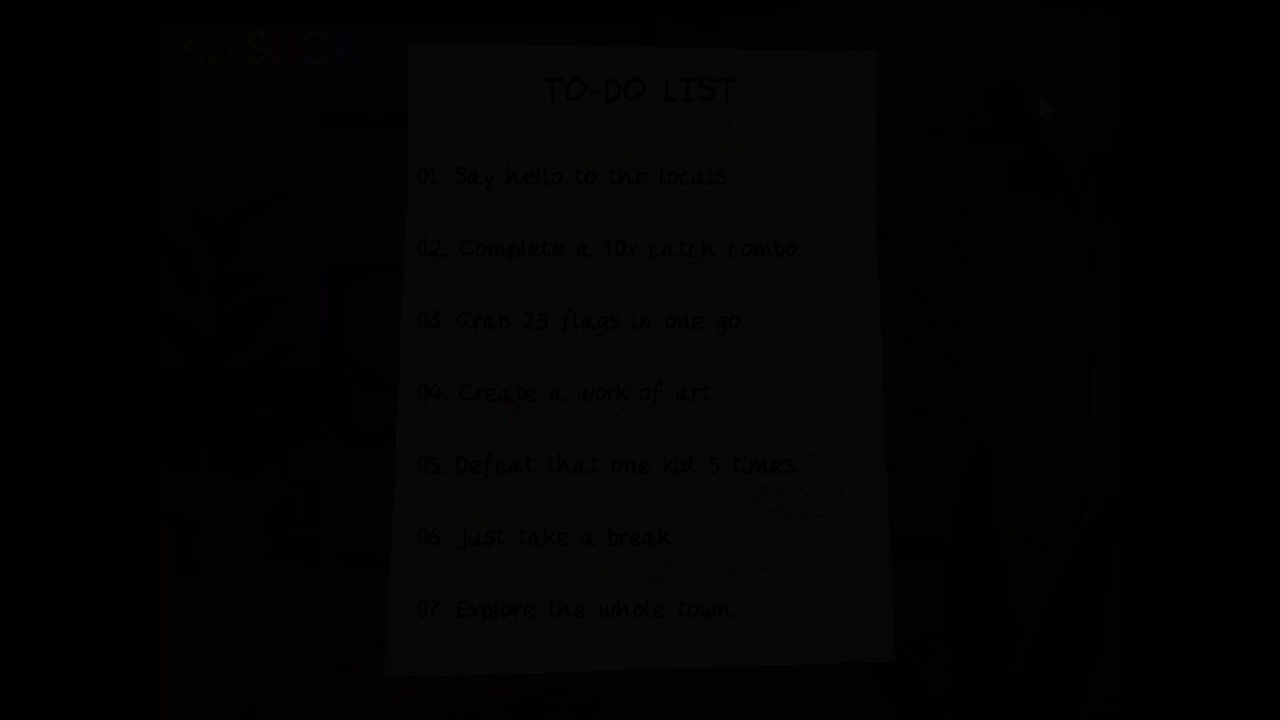 BACK
TO-DO LIST
01. Say hello to the locals.
02. Complete a 10x catch combo.
03. Grab 25 flags in one go.
04. Create a work of art.
05. Defeat that one kid 5 times.
06. Just take a break.
07. Explore the whole town.